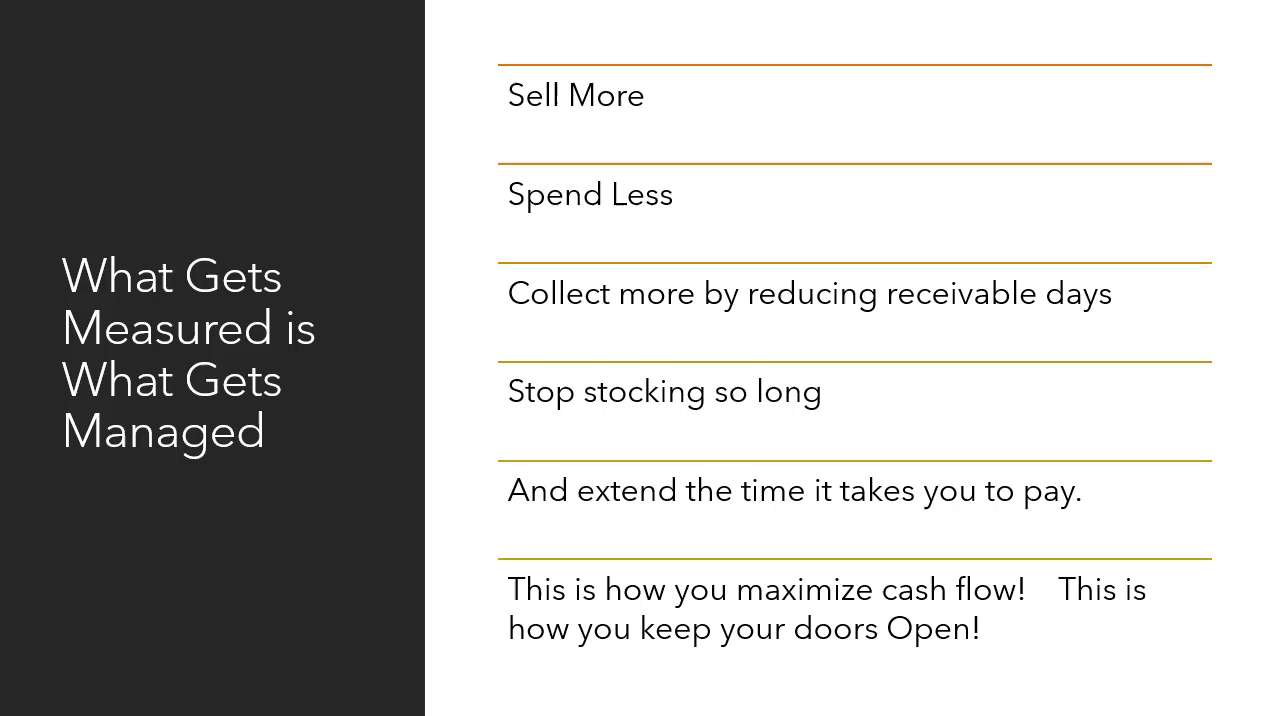 What Gets
Measured is
What Gets
Managed
Sell More
Spend Less
Collect more by reducing receivable days
Stop stocking so long
And extend the time it takes you to pay.
This is how you maximize cash flow!    This is
how you keep your doors Open!